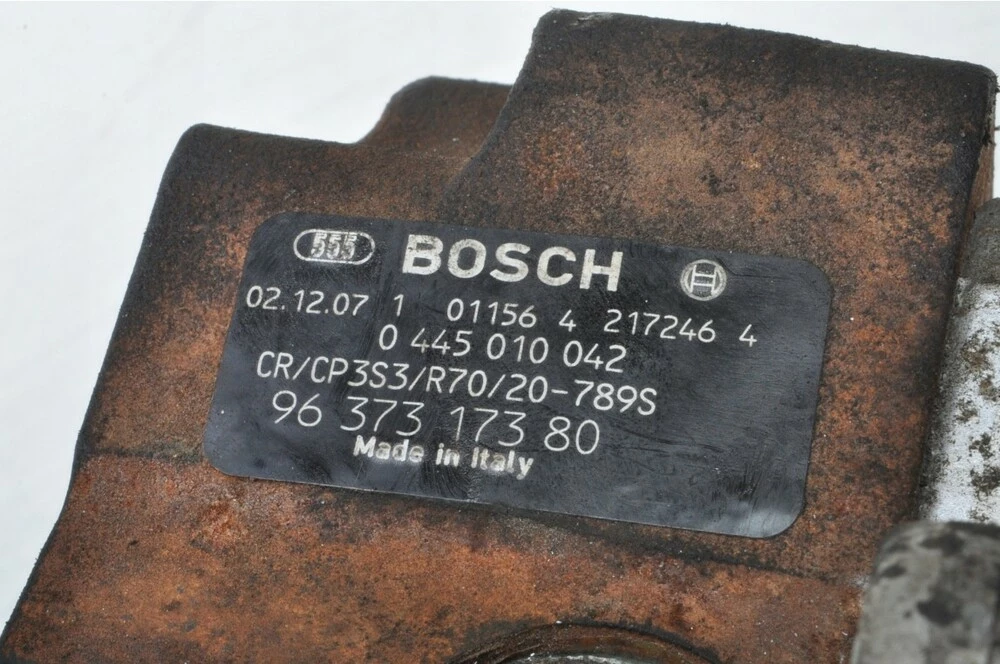 555 BOSCH
02.12.07 1 01156 4 217246 4
0 445 010 042
CR/CP3S3/R70/20-789S
96 373 173 80
Made in Italy